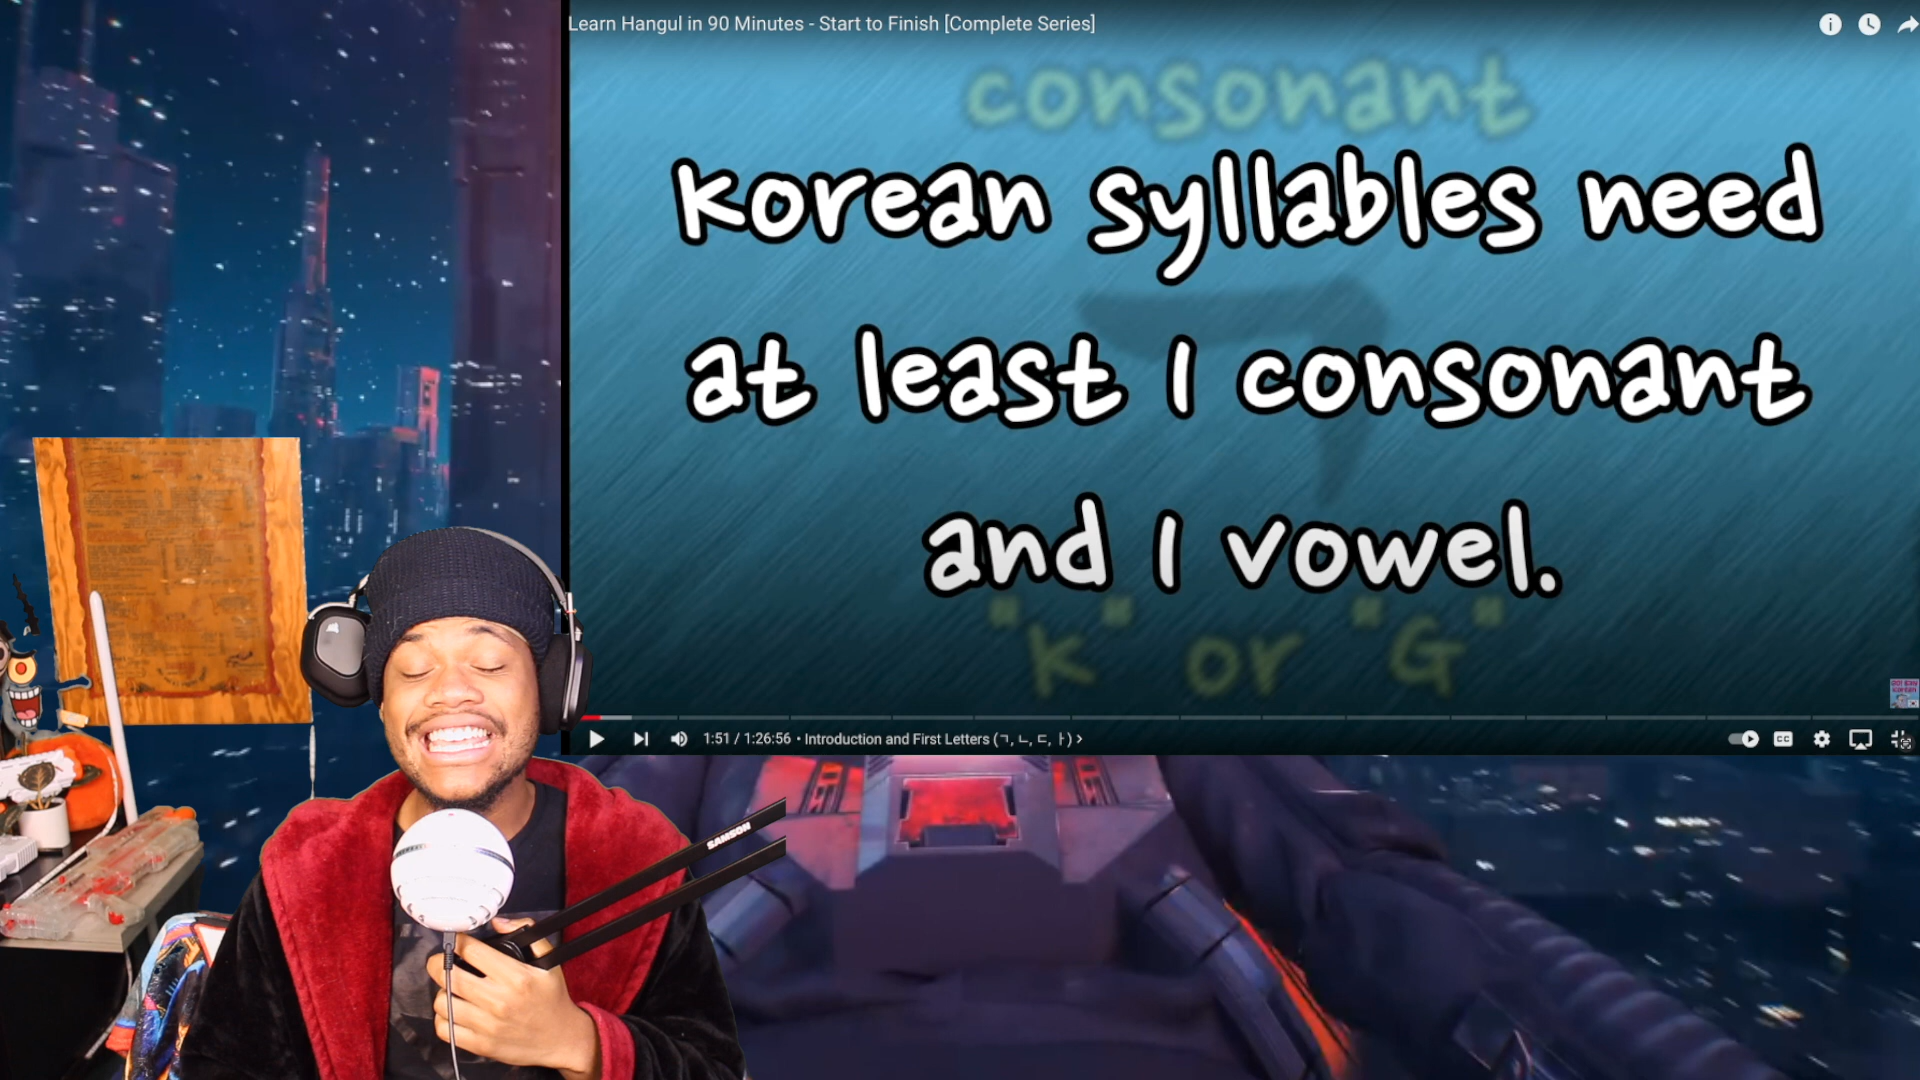 Learn Hangul in 90 Minutes - Start to Finish [Complete Series]
consonant
Korean syllables need
at least 1 consonant
and 1 vowel.
"K" or "G"
1:51 / 1:26:56 • Introduction and First Letters (ㄱ, ㄴ, ㄷ, ㅏ) >
CC
SAMSON